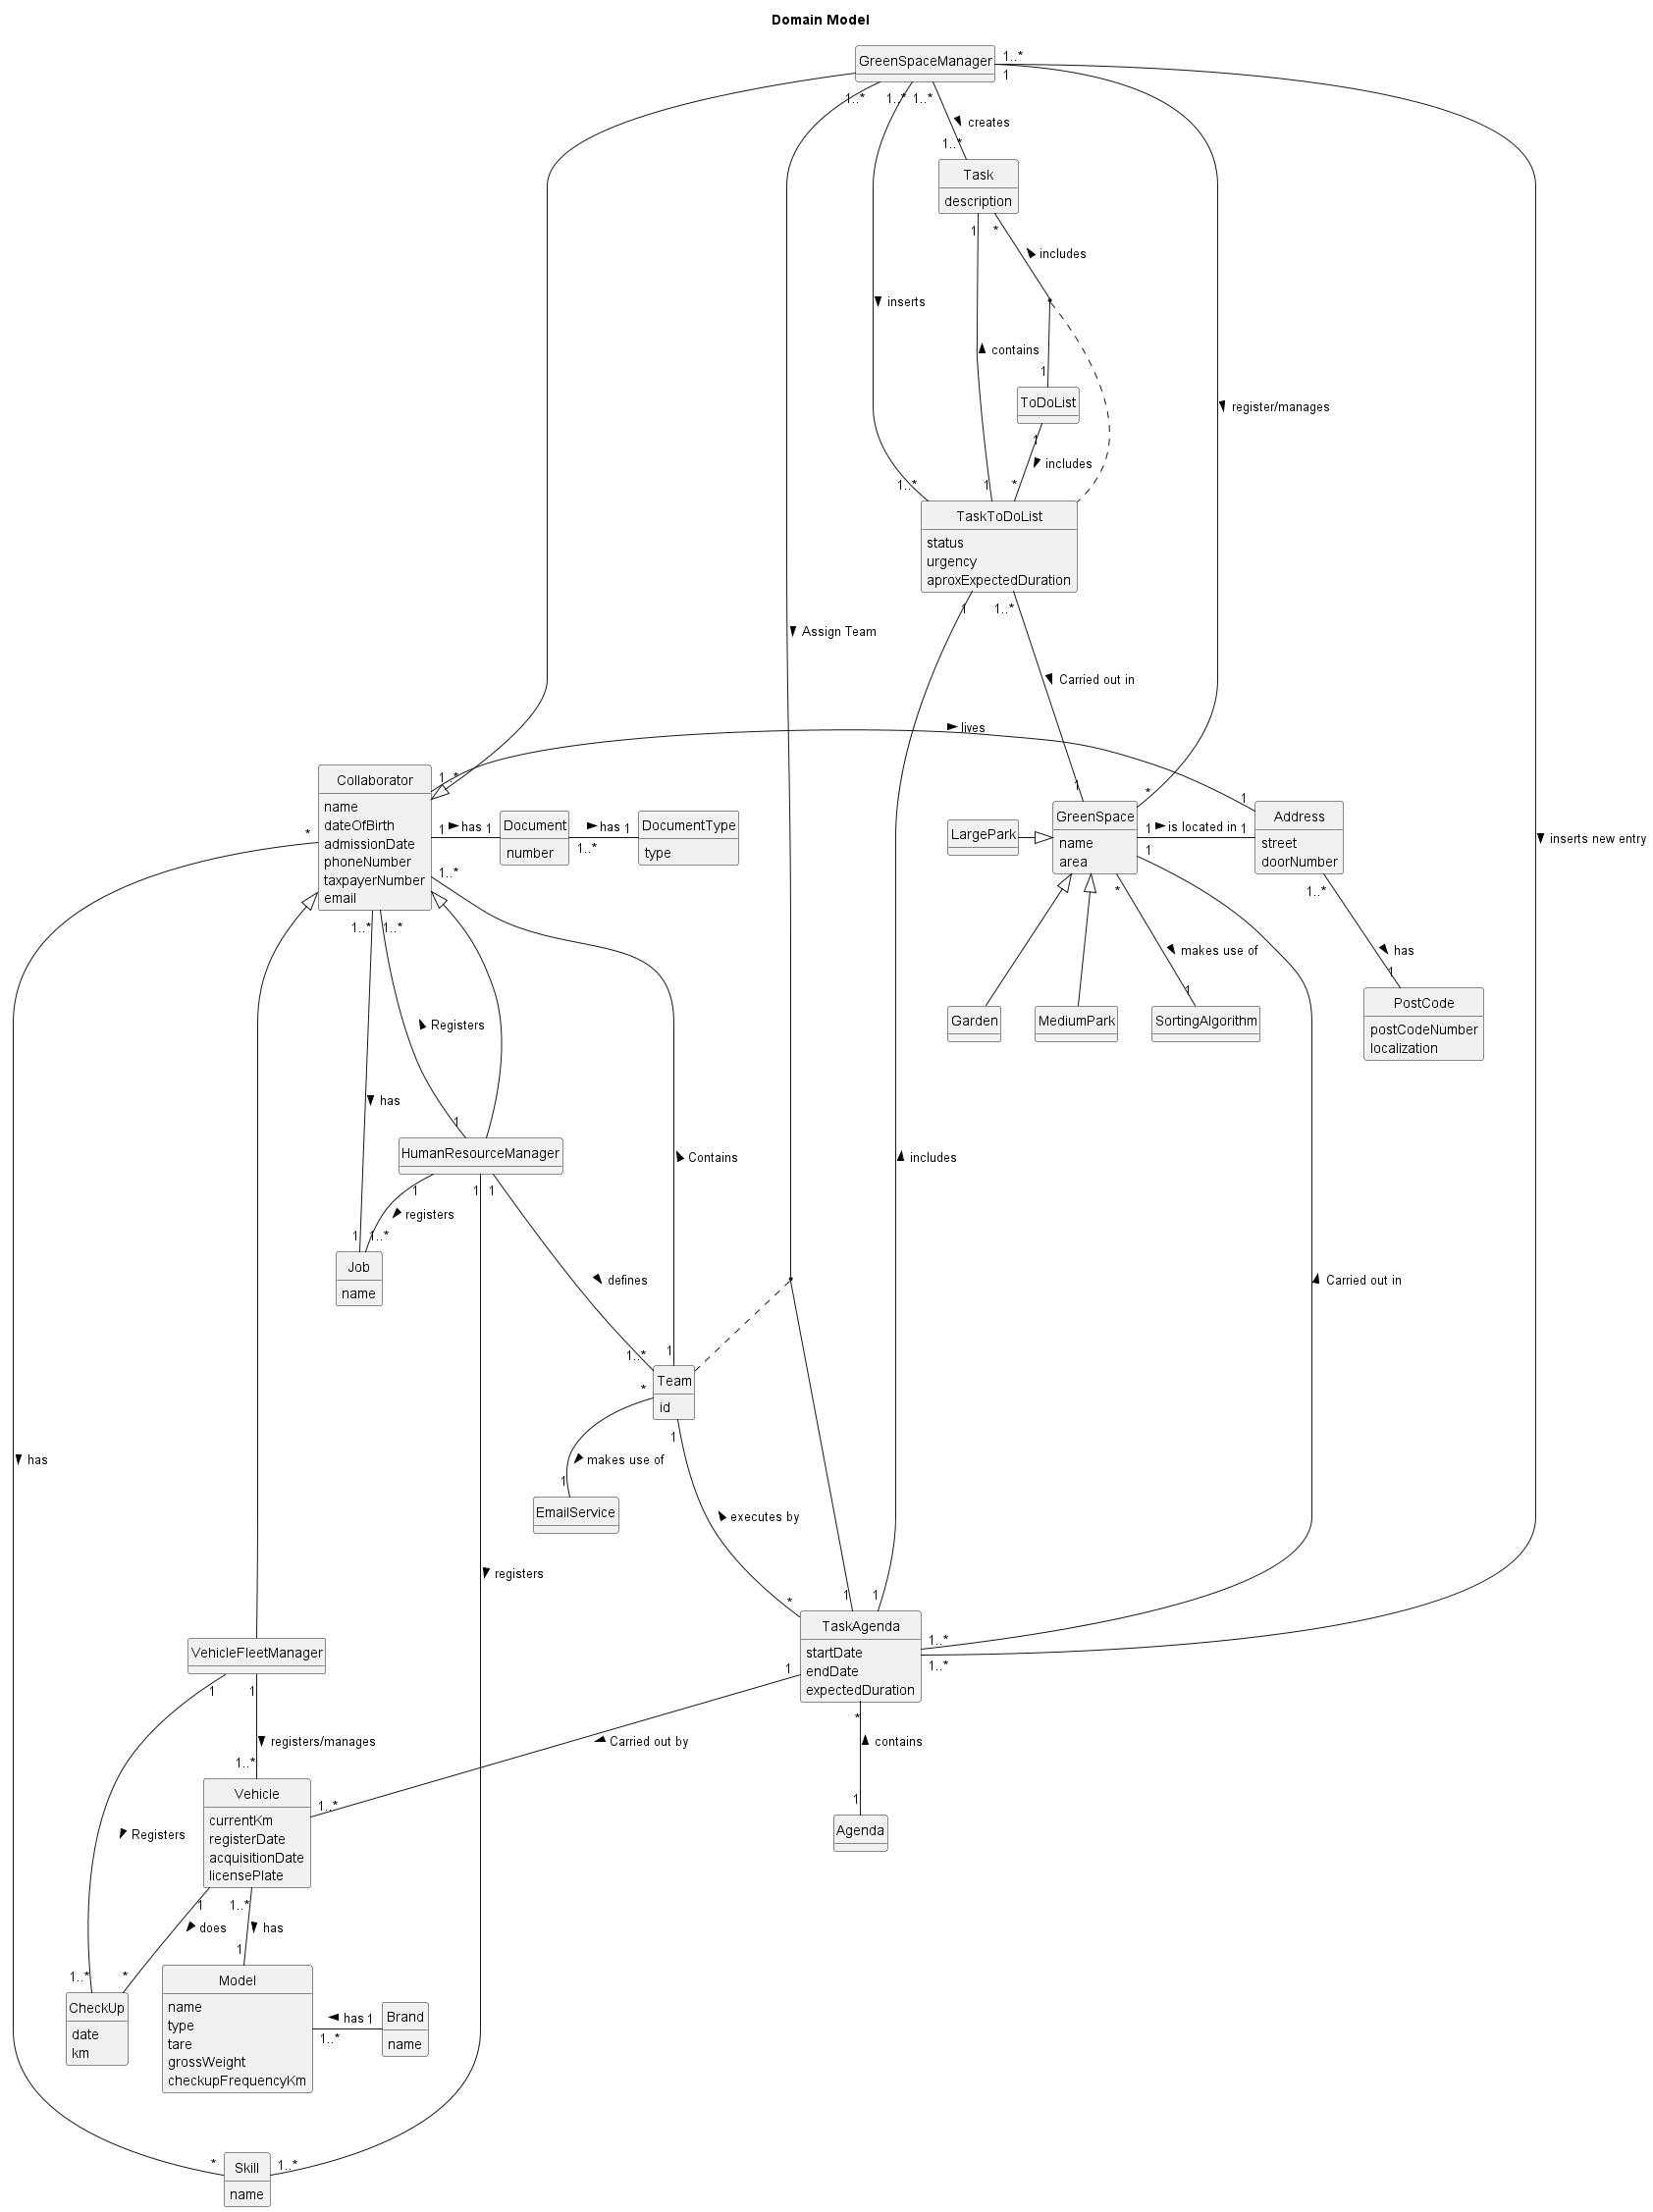 Domain Model
GreenSpaceManager
1..*
1
1..*
1..*
1..*
creates
1..*
Task
description
1
*
includes
inserts
contains
1
ToDoList
register/manages
1
includes
1..*
1
*
TaskToDoList
status
urgency
aproxExpectedDuration
1
1..*
Assign Team
Carried out in
lives
Collaborator
name
dateOfBirth
admissionDate
phoneNumber
taxpayerNumber
email
1..*
*
1
has
1
Document
number
has
1
1..*
DocumentType
type
1..*
1..*
1..*
LargePark
1
*
GreenSpace
name
area
1
is located in
1
1
*
1
Address
street
doorNumber
1..*
inserts new entry
makes use of
1
has
1
Garden
MediumPark
SortingAlgorithm
PostCode
postCodeNumber
localization
Registers
has
1
HumanResourceManager
1
1
1
Contains
includes
registers
1
1..*
Job
name
defines
Carried out in
1..*
1
Team
id
*
1
has
makes use of
1
EmailService
executes by
registers
*
1
1
TaskAgenda
startDate
endDate
expectedDuration
1..*
1..*
1
*
VehicleFleetManager
1
1
registers/manages
1..*
Carried out by
contains
1..*
1
Agenda
Vehicle
currentKm
registerDate
acquisitionDate
licensePlate
Registers
1
1..*
does
has
1
1..*
*
CheckUp
date
km
Model
name
type
tare
grossWeight
checkupFrequencyKm
has
1
1..*
Brand
name
*
1..*
Skill
name